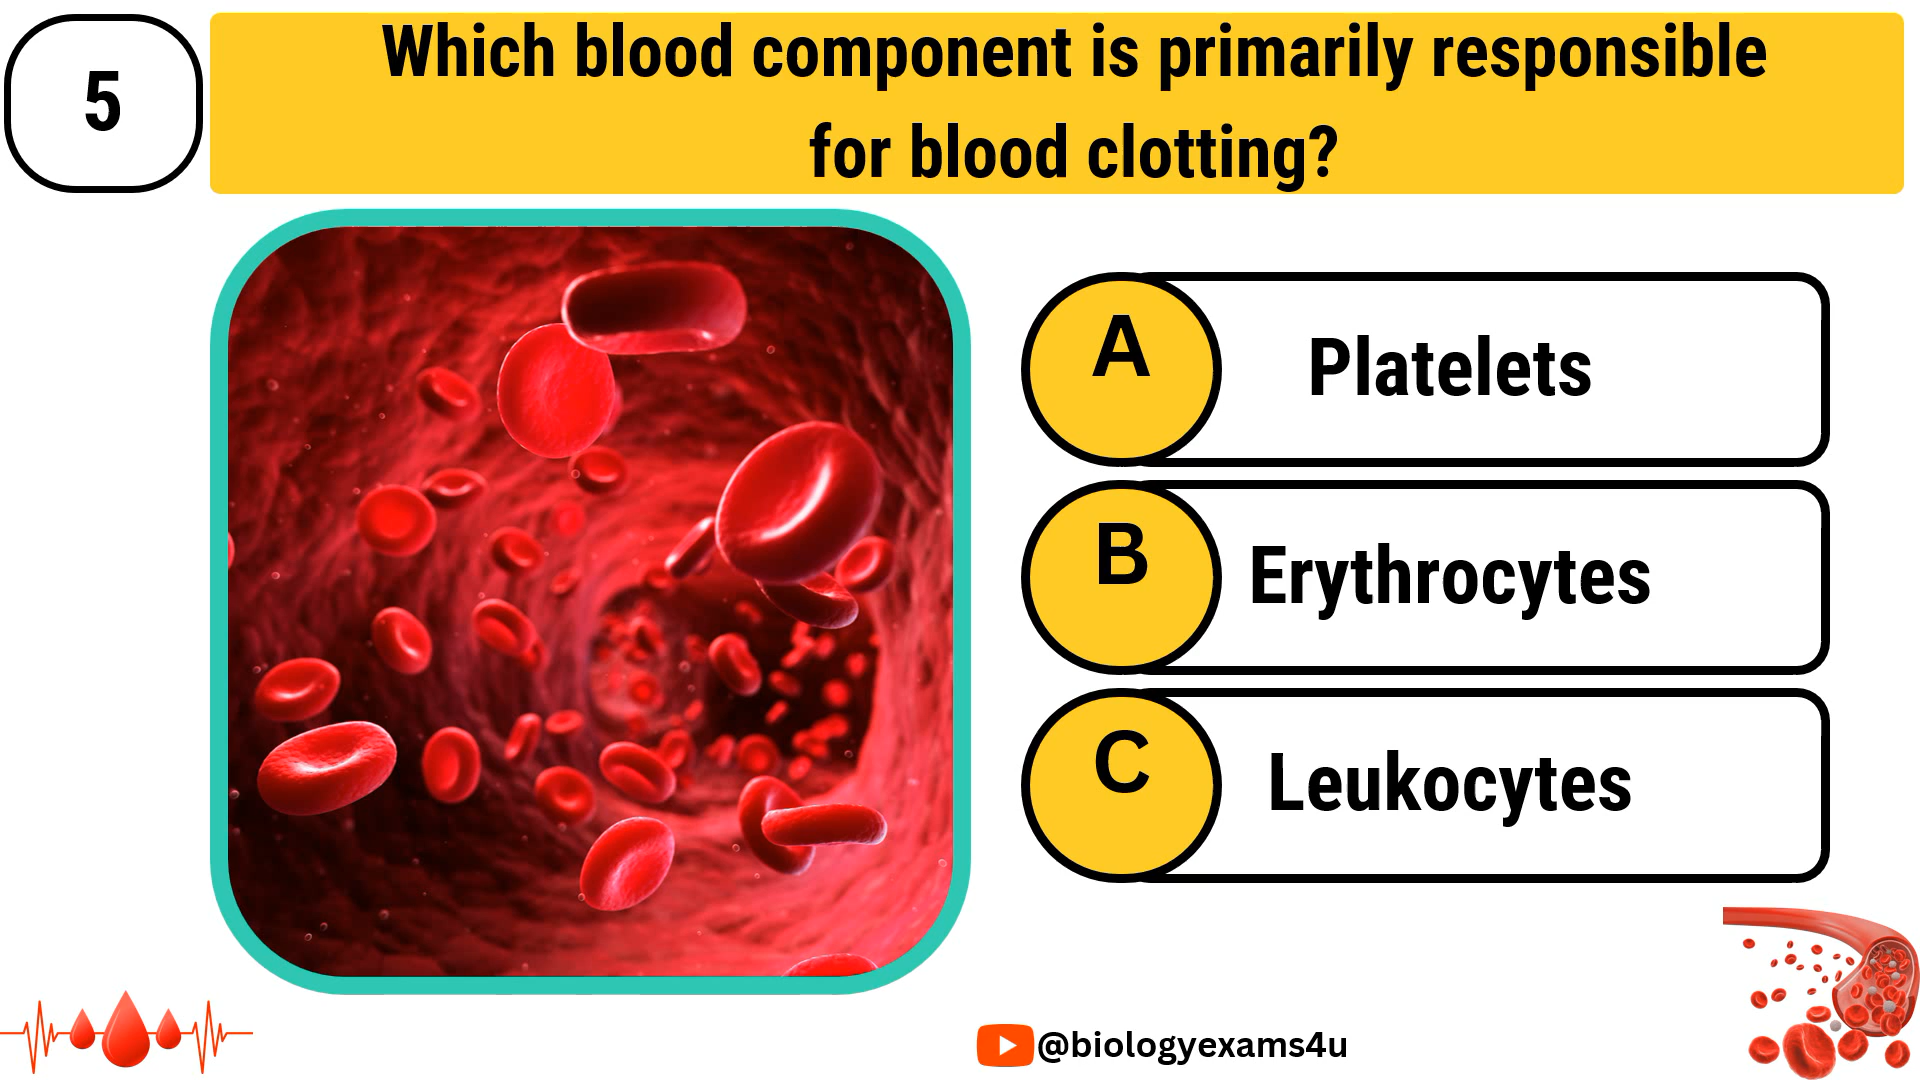 5
Which blood component is primarily responsible
for blood clotting?
A
Platelets
B
Erythrocytes
C
Leukocytes
@biologyexams4u